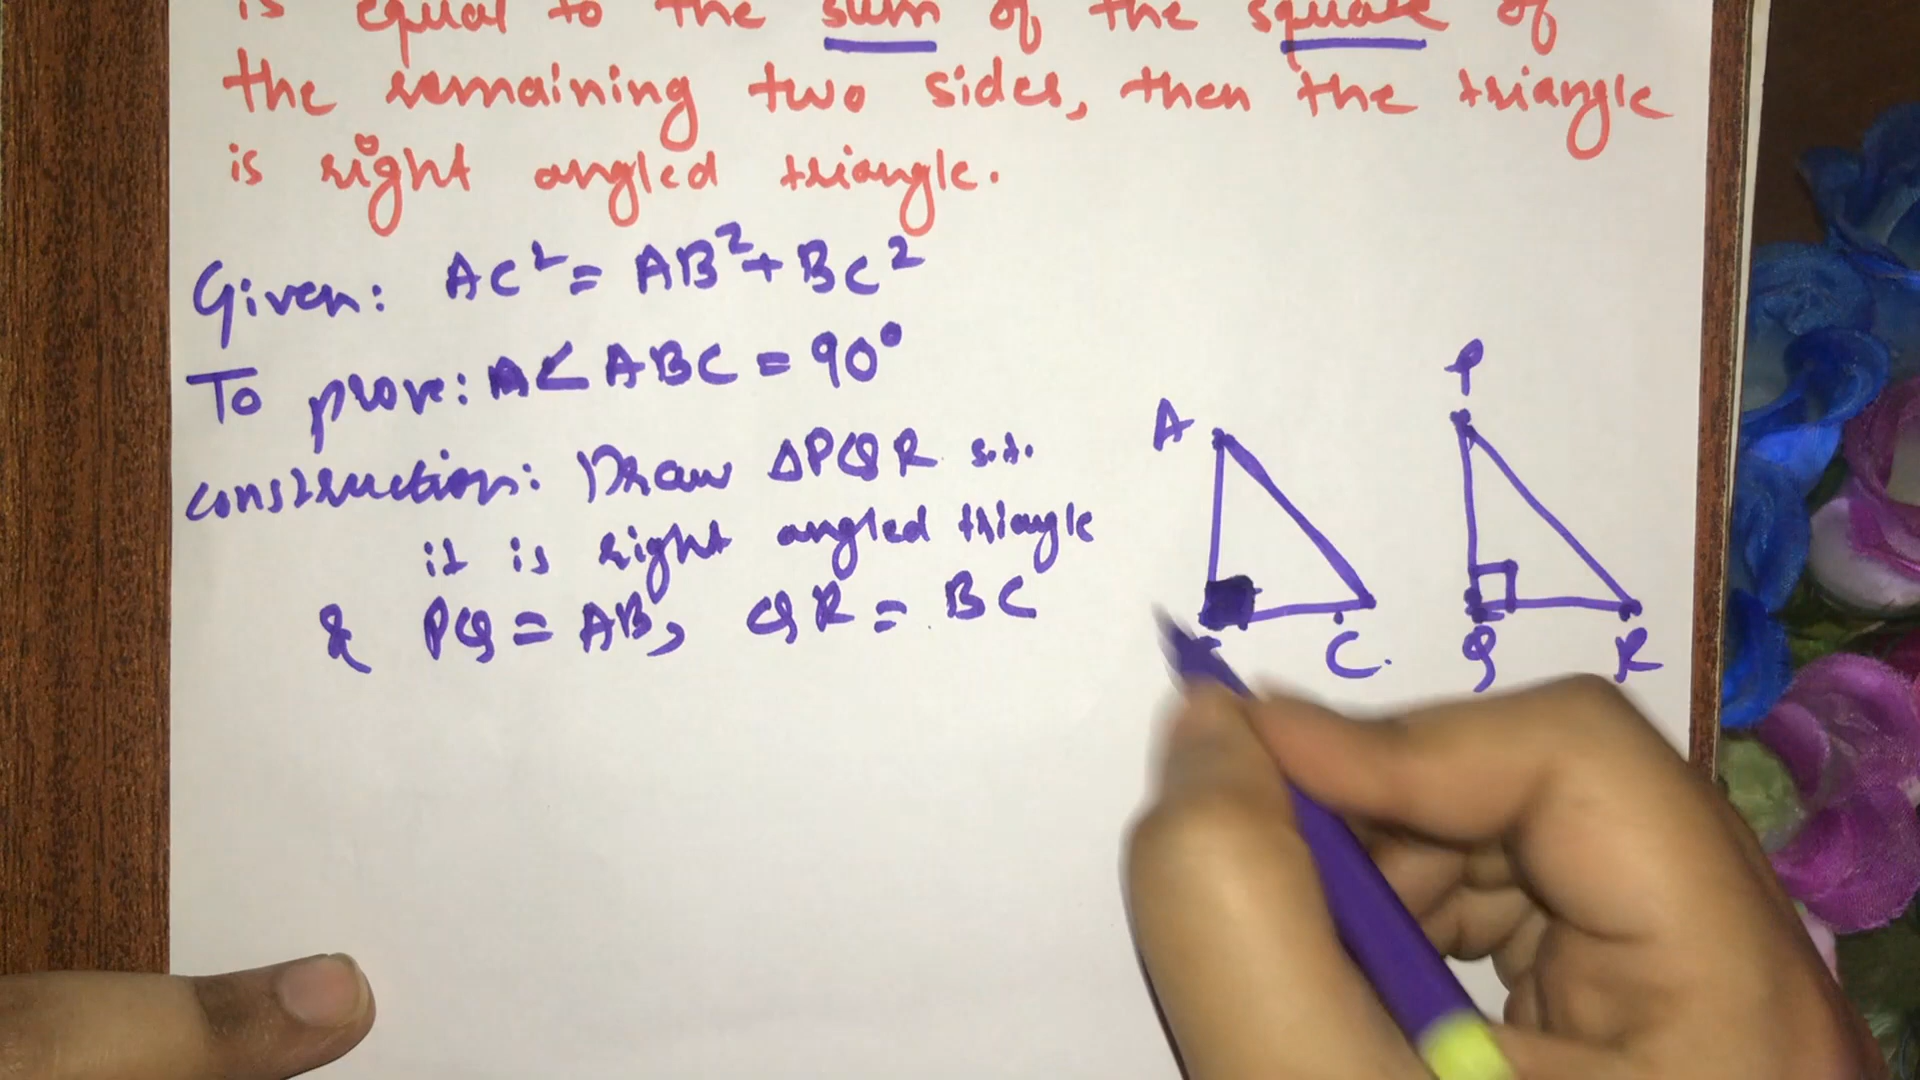 is equal to the sum of the square of
the remaining two sides, then the triangle
is right angled triangle.
Given: AC² = AB² + BC²
To prove: ∠ABC = 90°
construction: Draw ΔPQR s.t.
it is right angled triangle
& PQ = AB, QR = BC
P
A
C.
Q
R